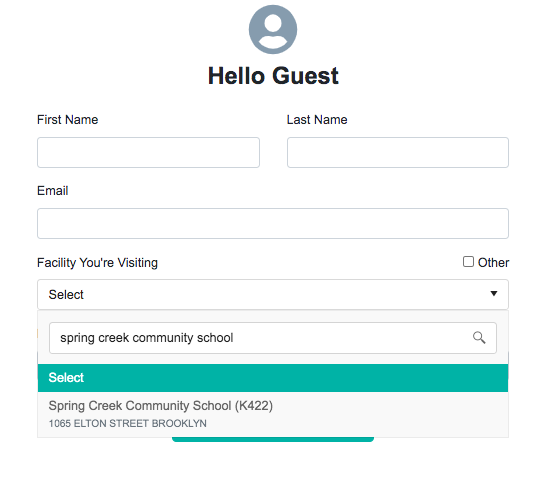 Hello Guest
First Name
Last Name
Email
Facility You're Visiting
Other
Select
spring creek community school
Select
Spring Creek Community School (K422)
1065 ELTON STREET BROOKLYN